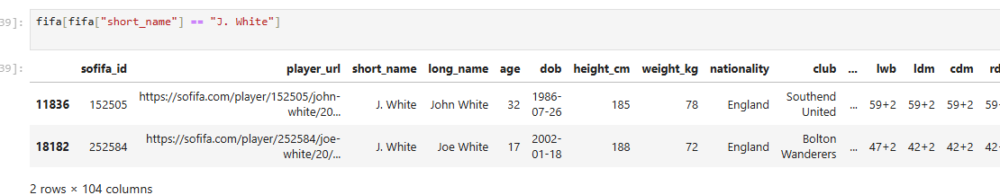 39]: fifa[fifa["short_name"] == "J. White"]
39]:
sofifa_id player_url short_name long_name age dob height_cm weight_kg nationality club ... lwb ldm cdm rd
11836 152505 https://sofifa.com/player/152505/john-white/20... J. White John White 32 1986-07-26 185 78 England Southend United ... 59+2 59+2 59+2 59+
18182 252584 https://sofifa.com/player/252584/joe-white/20/... J. White Joe White 17 2002-01-18 188 72 England Bolton Wanderers ... 47+2 42+2 42+2 42+
2 rows × 104 columns